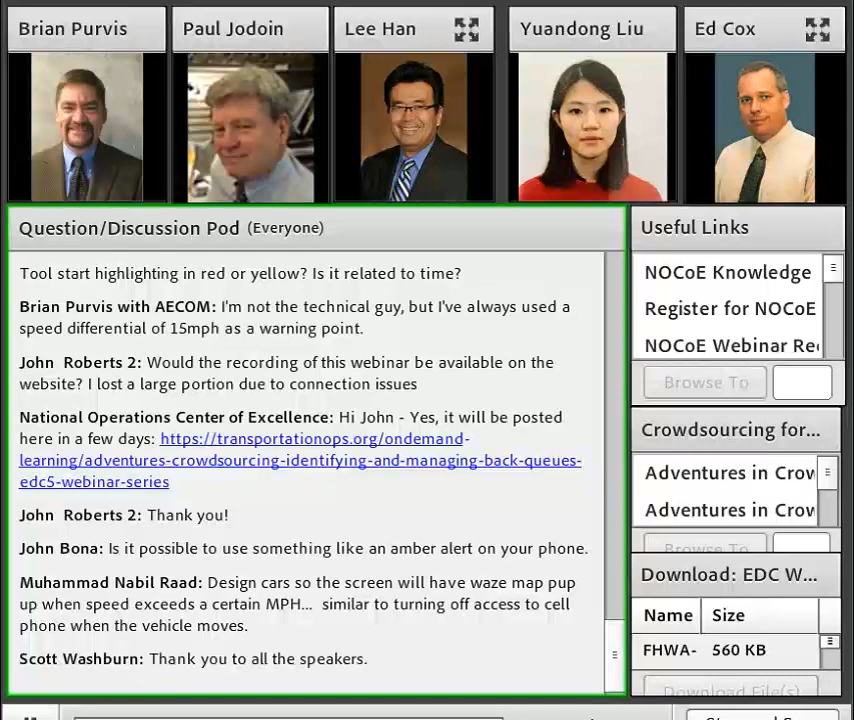 Brian Purvis
Paul Jodoin
Lee Han
Yuandong Liu
Ed Cox
Question/Discussion Pod (Everyone)
Tool start highlighting in red or yellow? Is it related to time?
Brian Purvis with AECOM: I'm not the technical guy, but I've always used a
speed differential of 15mph as a warning point.
John Roberts 2: Would the recording of this webinar be available on the
website? I lost a large portion due to connection issues
National Operations Center of Excellence: Hi John - Yes, it will be posted
here in a few days: https://transportationops.org/ondemand-
learning/adventures-crowdsourcing-identifying-and-managing-back-queues-
edc5-webinar-series
John Roberts 2: Thank you!
John Bona: Is it possible to use something like an amber alert on your phone.
Muhammad Nabil Raad: Design cars so the screen will have waze map pup
up when speed exceeds a certain MPH... similar to turning off access to cell
phone when the vehicle moves.
Scott Washburn: Thank you to all the speakers.
Useful Links
NOCoE Knowledge
Register for NOCoE
NOCoE Webinar Re
Browse To
Crowdsourcing for...
Adventures in Crow
Adventures in Crow
Browse To
Download: EDC W...
Name Size
FHWA- 560 KB
Download File(s)